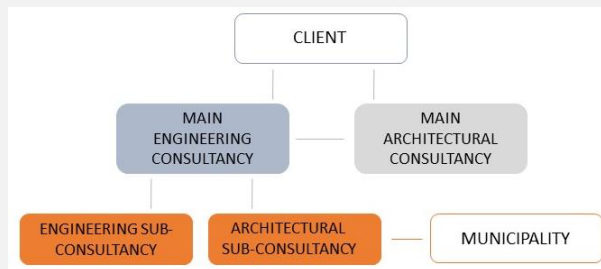 CLIENT
MAIN
ENGINEERING
CONSULTANCY
MAIN
ARCHITECTURAL
CONSULTANCY
ENGINEERING SUB-
CONSULTANCY
ARCHITECTURAL
SUB-CONSULTANCY
MUNICIPALITY